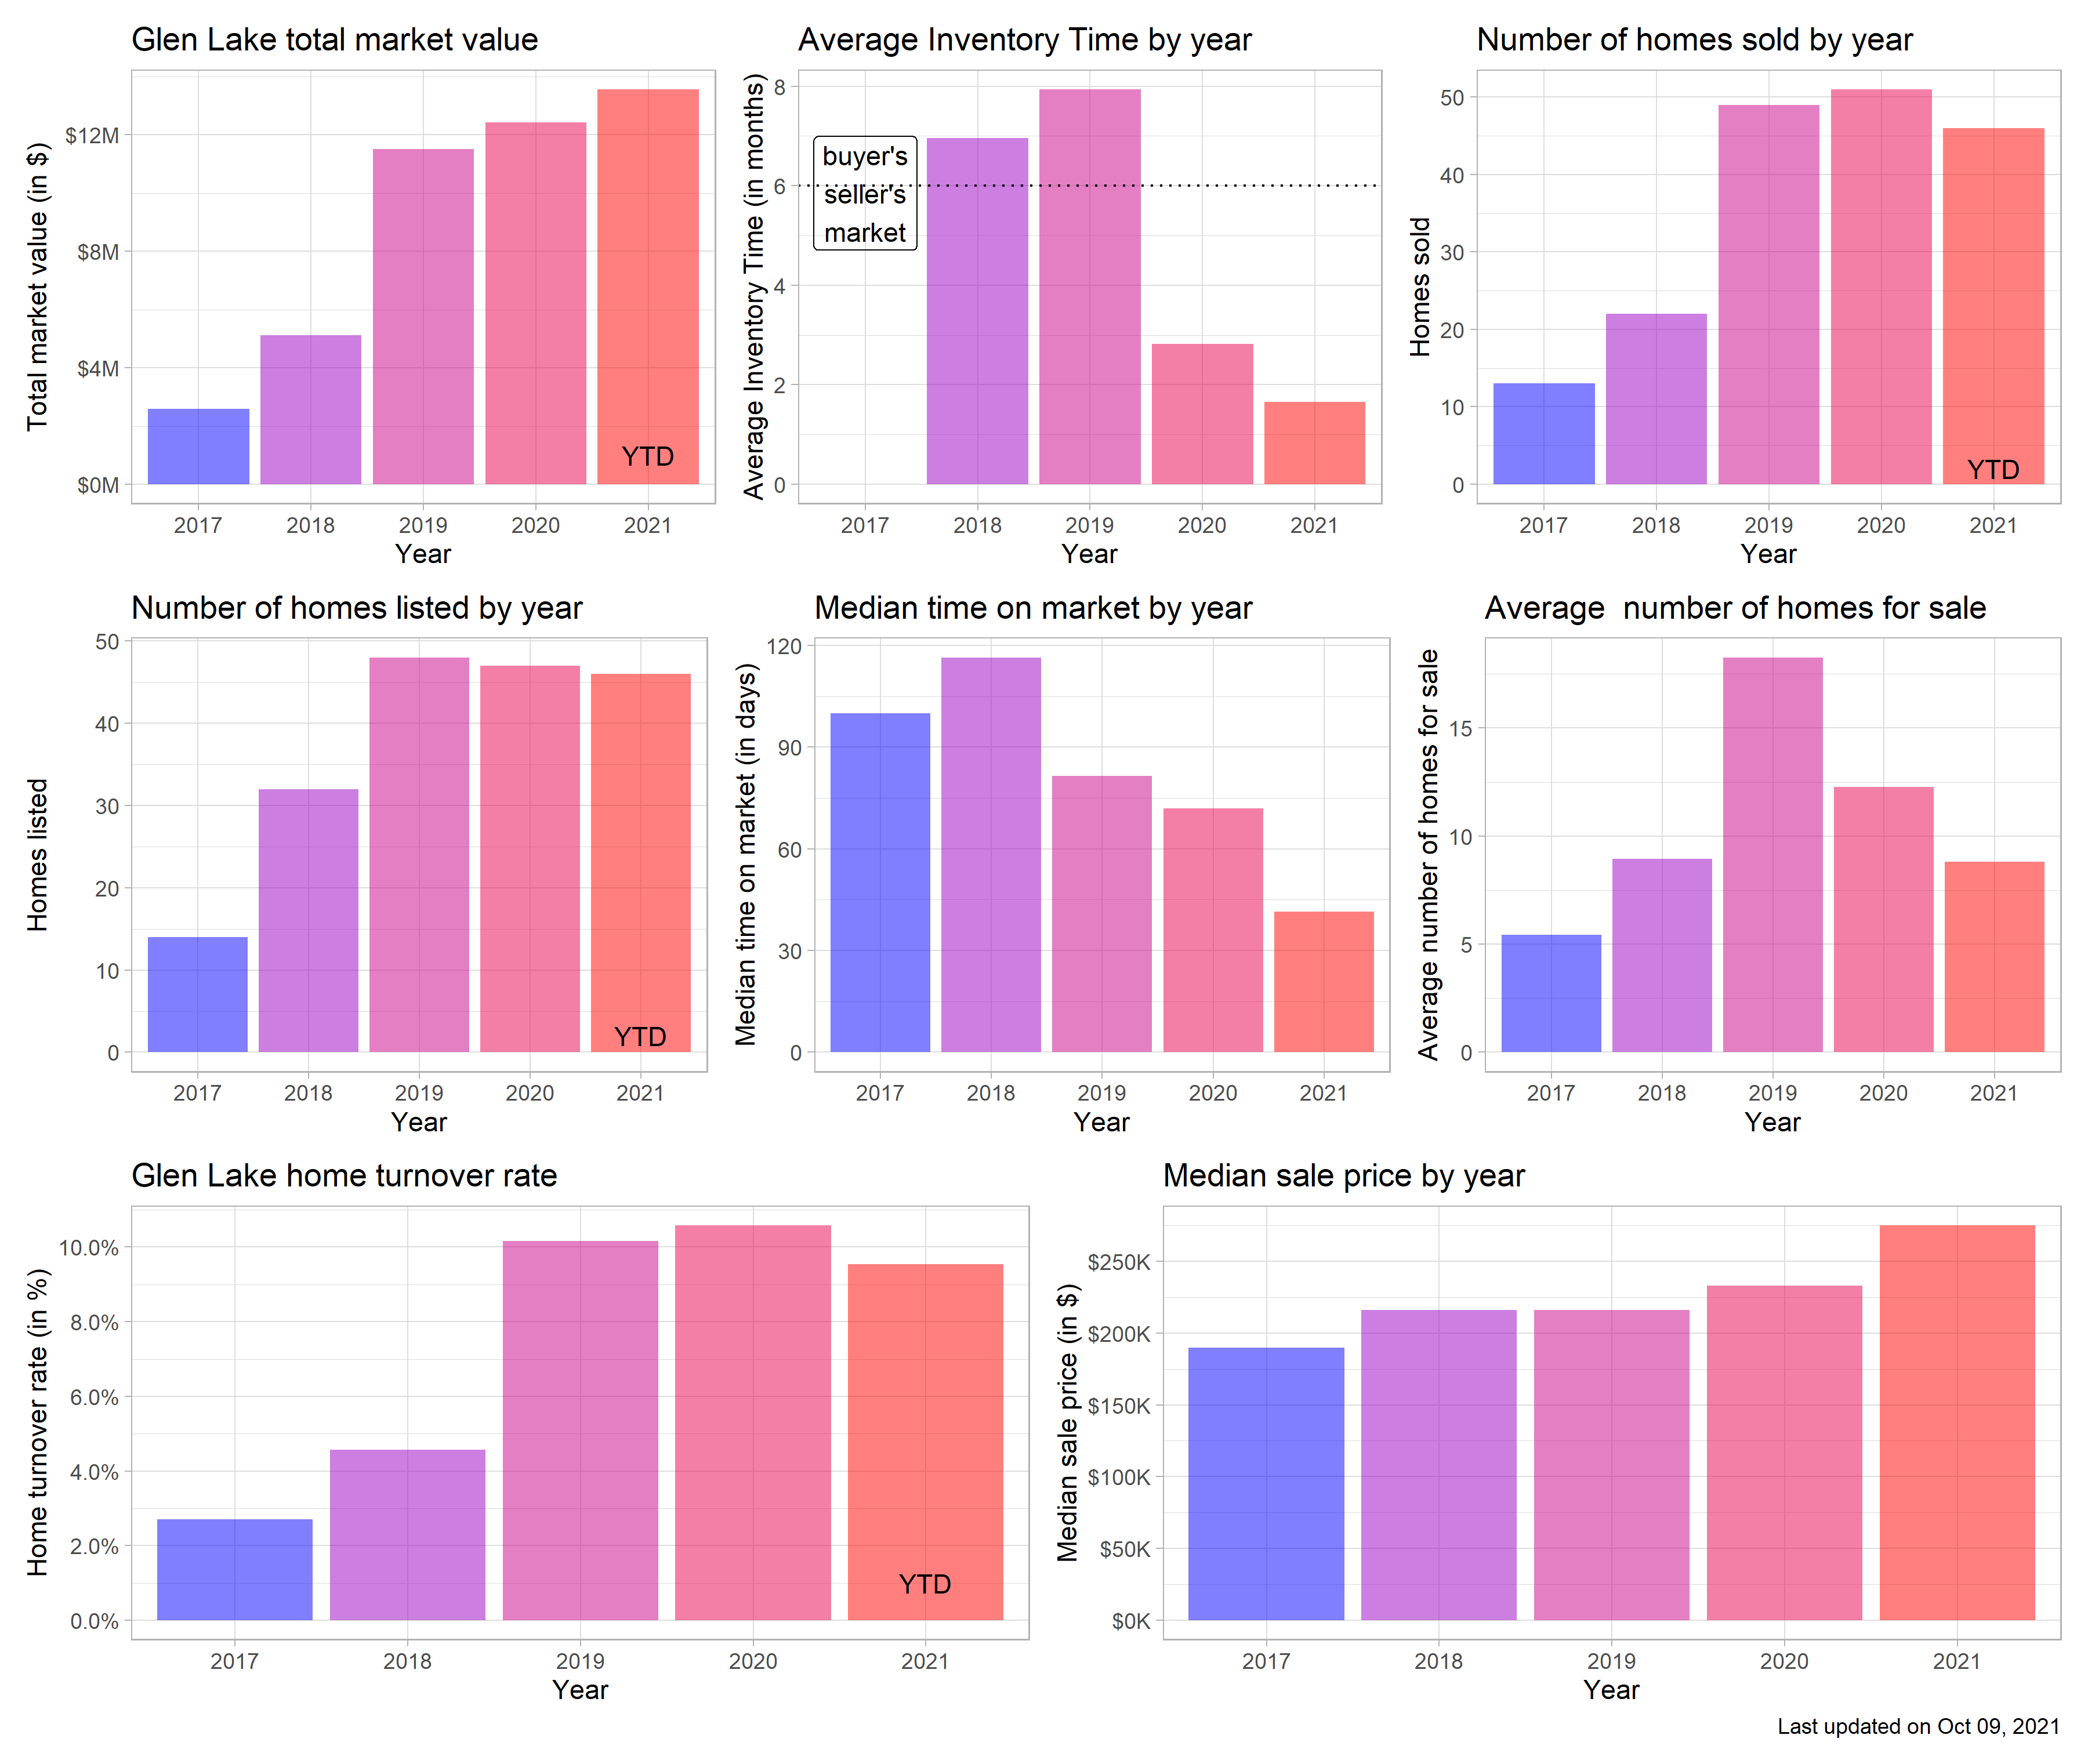 Glen Lake total market value
Total market value (in $)
$12M
$8M
$4M
$0M
YTD
2017 2018 2019 2020 2021
Year
Average Inventory Time by year
Average Inventory Time (in months)
8
6
4
2
0
buyer's
seller's
market
2017 2018 2019 2020 2021
Year
Number of homes sold by year
Homes sold
50
40
30
20
10
0
YTD
2017 2018 2019 2020 2021
Year
Number of homes listed by year
Homes listed
50
40
30
20
10
0
YTD
2017 2018 2019 2020 2021
Year
Median time on market by year
Median time on market (in days)
120
90
60
30
0
2017 2018 2019 2020 2021
Year
Average  number of homes for sale
Average number of homes for sale
15
10
5
0
2017 2018 2019 2020 2021
Year
Glen Lake home turnover rate
Home turnover rate (in %)
10.0%
8.0%
6.0%
4.0%
2.0%
0.0%
YTD
2017 2018 2019 2020 2021
Year
Median sale price by year
Median sale price (in $)
$250K
$200K
$150K
$100K
$50K
$0K
2017 2018 2019 2020 2021
Year
Last updated on Oct 09, 2021